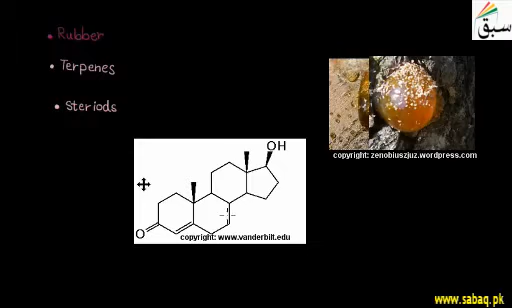 • Rubber
• Terpenes
• Steriods
سبق
copyright: zenobiuszjuz.wordpress.com
OH
O
copyright: www.vanderbilt.edu
www.sabaq.pk